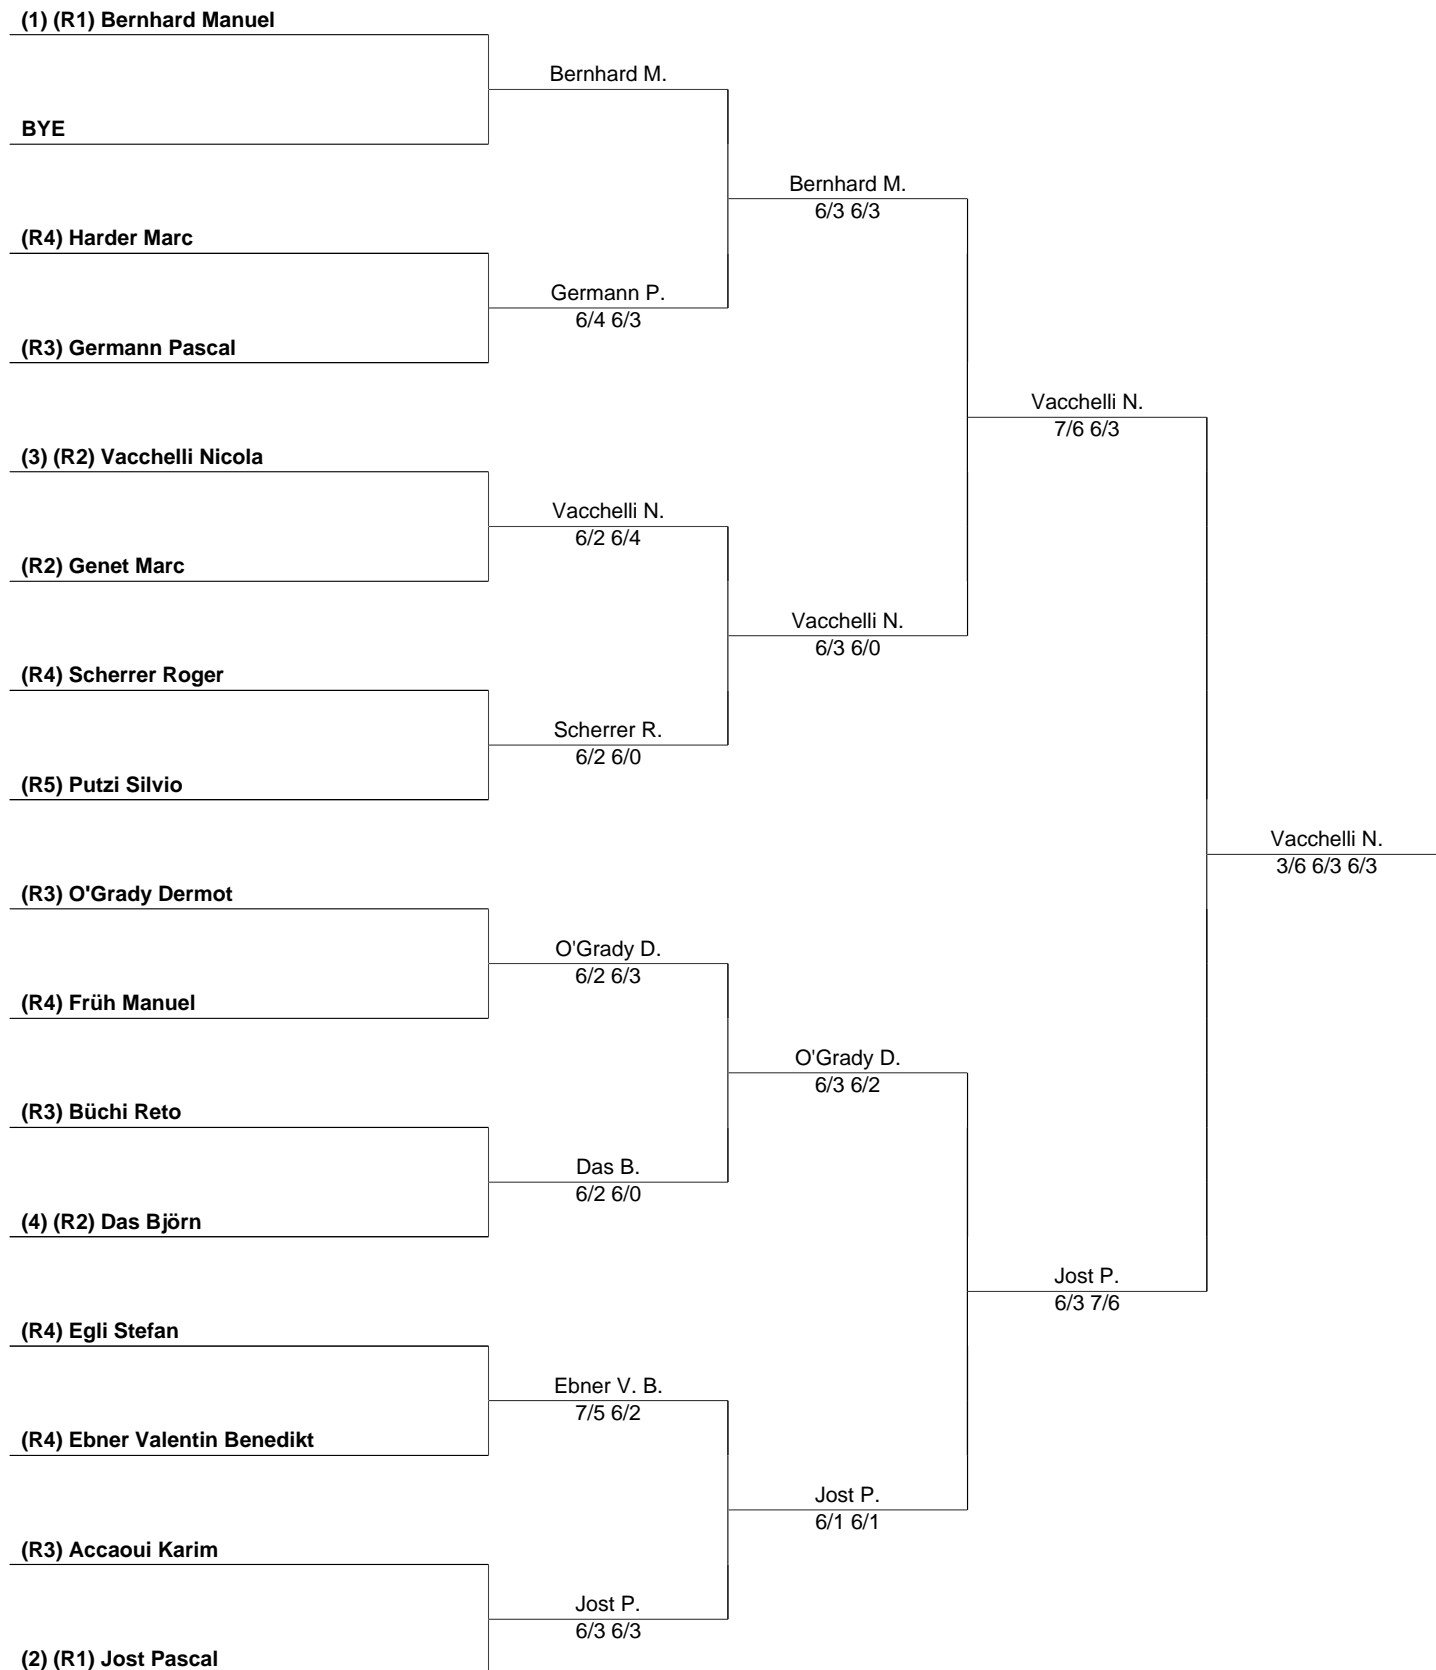 (1) (R1) Bernhard Manuel
Bernhard M.
BYE
Bernhard M.
6/3 6/3
(R4) Harder Marc
Germann P.
6/4 6/3
(R3) Germann Pascal
Vacchelli N.
7/6 6/3
(3) (R2) Vacchelli Nicola
Vacchelli N.
6/2 6/4
(R2) Genet Marc
Vacchelli N.
6/3 6/0
(R4) Scherrer Roger
Scherrer R.
6/2 6/0
(R5) Putzi Silvio
Vacchelli N.
3/6 6/3 6/3
(R3) O'Grady Dermot
O'Grady D.
6/2 6/3
(R4) Früh Manuel
O'Grady D.
6/3 6/2
(R3) Büchi Reto
Das B.
6/2 6/0
(4) (R2) Das Björn
Jost P.
6/3 7/6
(R4) Egli Stefan
Ebner V. B.
7/5 6/2
(R4) Ebner Valentin Benedikt
Jost P.
6/1 6/1
(R3) Accaoui Karim
Jost P.
6/3 6/3
(2) (R1) Jost Pascal